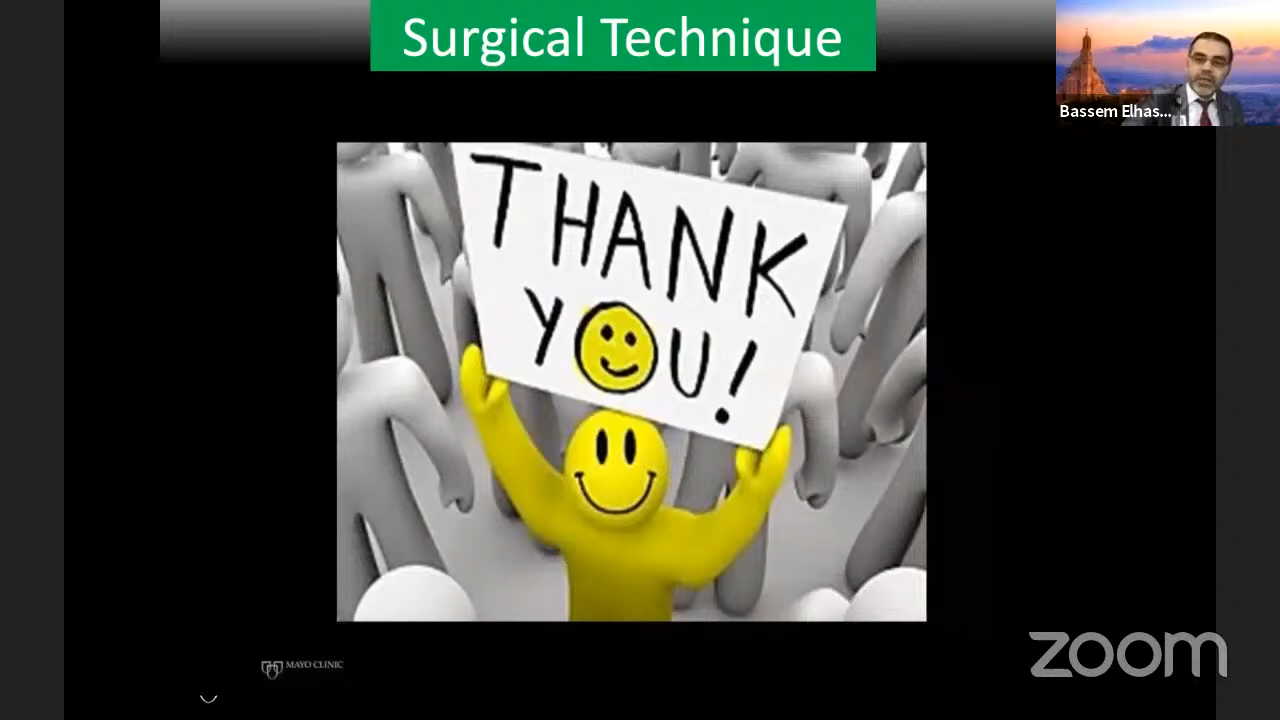 Surgical Technique
Bassem Elhas...
THANK
YOU!
MAYO CLINIC
zoom